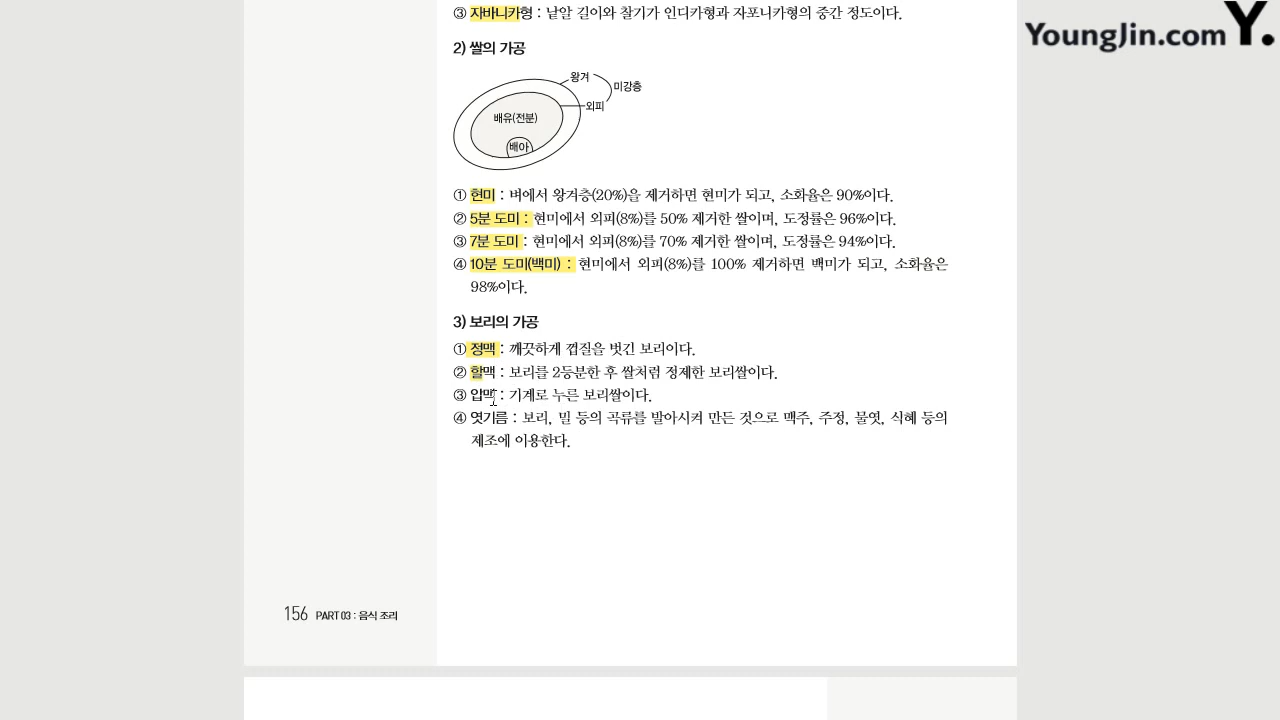 ③ 자바니카형 : 낱알 길이와 찰기가 인디카형과 자포니카형의 중간 정도이다.
YoungJin.com Y.
2) 쌀의 가공
왕겨
미강층
외피
배유(전분)
배아
① 현미 : 벼에서 왕겨층(20%)을 제거하면 현미가 되고, 소화율은 90%이다.
② 5분 도미 : 현미에서 외피(8%)를 50% 제거한 쌀이며, 도정률은 96%이다.
③ 7분 도미 : 현미에서 외피(8%)를 70% 제거한 쌀이며, 도정률은 94%이다.
④ 10분 도미(백미) : 현미에서 외피(8%)를 100% 제거하면 백미가 되고, 소화율은
98%이다.
3) 보리의 가공
① 정맥 : 깨끗하게 껍질을 벗긴 보리이다.
② 할맥 : 보리를 2등분한 후 쌀처럼 정제한 보리쌀이다.
③ 압맥 : 기계로 누른 보리쌀이다.
④ 엿기름 : 보리, 밀 등의 곡류를 발아시켜 만든 것으로 맥주, 주정, 물엿, 식혜 등의
제조에 이용한다.
156 PART 03 : 음식 조리